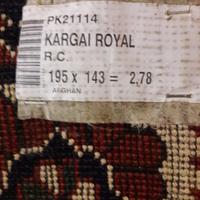 PK21114
KARGAI ROYAL
R.C.
195 x 143 = 2,78
AFGHAN